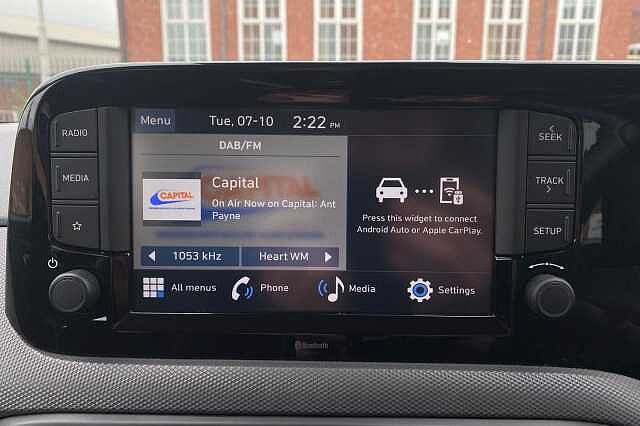 RADIO
MEDIA
Menu
Tue, 07-10
2:22 PM
DAB/FM
CAPITAL
Capital
On Air Now on Capital: Ant
Payne
1053 kHz
Heart WM
Press this widget to connect
Android Auto or Apple CarPlay.
All menus
Phone
Media
Settings
SEEK
TRACK
SETUP
Bluetooth